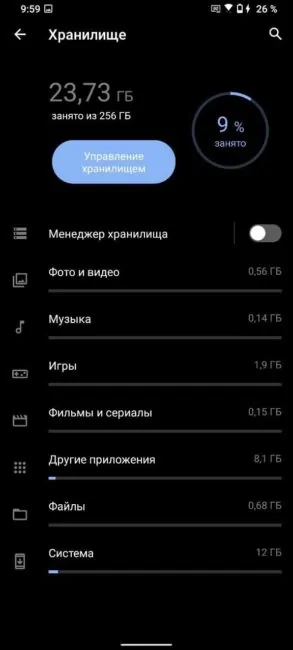 9:59 26 %
Хранилище
23,73 ГБ
занято из 256 ГБ
9 %
занято
Управление
хранилищем
Менеджер хранилища
Фото и видео 0,56 ГБ
Музыка 0,14 ГБ
Игры 1,9 ГБ
Фильмы и сериалы 0,15 ГБ
Другие приложения 8,1 ГБ
Файлы 0,68 ГБ
Система 12 ГБ